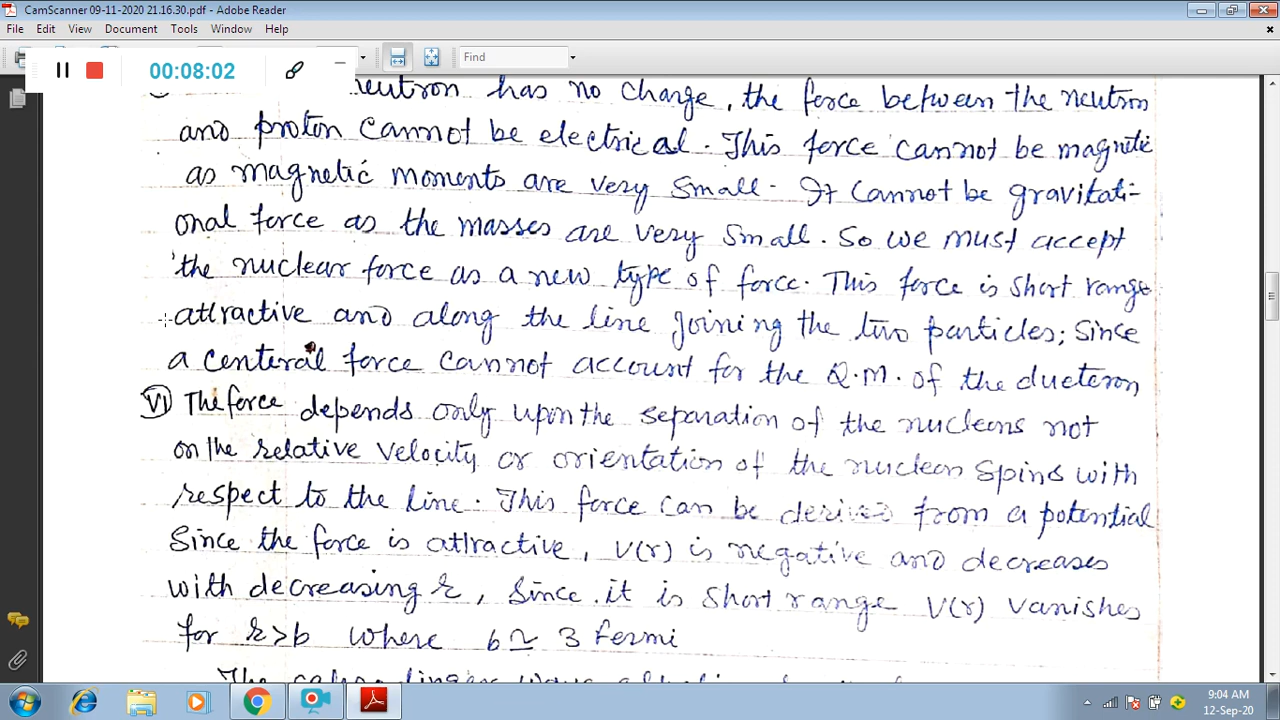 CamScanner 09-11-2020 21.16.30.pdf - Adobe Reader
File Edit View Document Tools Window Help
00:08:02
Find
neutron has no charge, the force between the neutron
and proton cannot be electrical. This force cannot be magnetic
as magnetic moments are very small. It cannot be gravitati-
onal force as the masses are very small. So we must accept
the nuclear force as a new type of force. This force is short range
attractive and along the line joining the two particles; Since
a centeral force cannot account for the Q.M. of the ducteron
VI) The force depends only upon the separation of the nucleons not
on the relative velocity or orientation of the nucleon spins with
respect to the line. This force can be derived from a potential
Since the force is attractive, V(r) is negative and decreases
with decreasing r, Since it is short range V(r) vanishes
for r>b where b ≃ 3 Fermi
The
9:04 AM
12-Sep-20